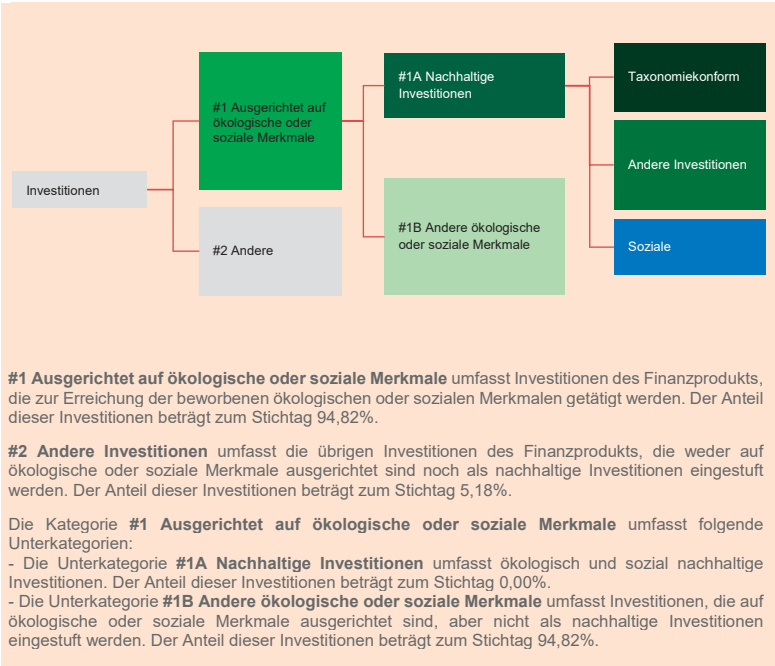 Investitionen
#1 Ausgerichtet auf
ökologische oder
soziale Merkmale
#2 Andere
#1A Nachhaltige
Investitionen
#1B Andere ökologische
oder soziale Merkmale
Taxonomiekonform
Andere Investitionen
Soziale
#1 Ausgerichtet auf ökologische oder soziale Merkmale umfasst Investitionen des Finanzprodukts,
die zur Erreichung der beworbenen ökologischen oder sozialen Merkmalen getätigt werden. Der Anteil
dieser Investitionen beträgt zum Stichtag 94,82%.
#2 Andere Investitionen umfasst die übrigen Investitionen des Finanzprodukts, die weder auf
ökologische oder soziale Merkmale ausgerichtet sind noch als nachhaltige Investitionen eingestuft
werden. Der Anteil dieser Investitionen beträgt zum Stichtag 5,18%.
Die Kategorie #1 Ausgerichtet auf ökologische oder soziale Merkmale umfasst folgende
Unterkategorien:
- Die Unterkategorie #1A Nachhaltige Investitionen umfasst ökologisch und sozial nachhaltige
Investitionen. Der Anteil dieser Investitionen beträgt zum Stichtag 0,00%.
- Die Unterkategorie #1B Andere ökologische oder soziale Merkmale umfasst Investitionen, die auf
ökologische oder soziale Merkmale ausgerichtet sind, aber nicht als nachhaltige Investitionen
eingestuft werden. Der Anteil dieser Investitionen beträgt zum Stichtag 94,82%.